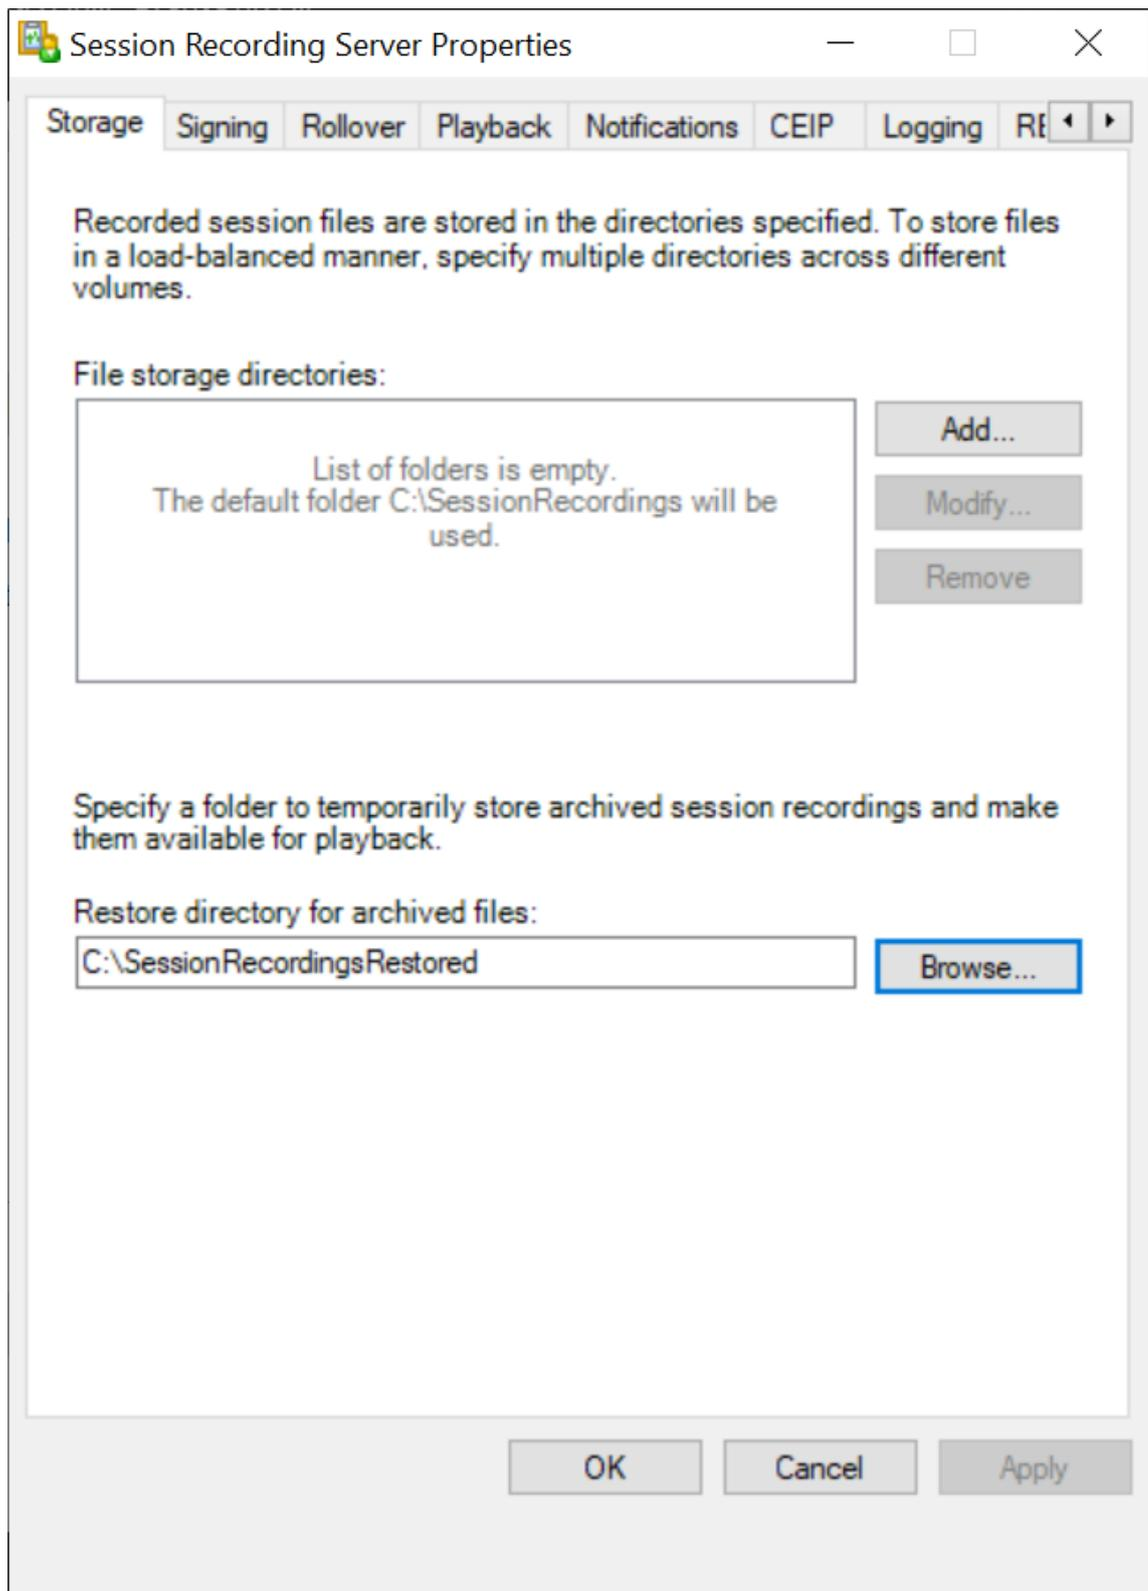 Session Recording Server Properties
Storage Signing Rollover Playback Notifications CEIP Logging
Recorded session files are stored in the directories specified. To store files
in a load-balanced manner, specify multiple directories across different
volumes.
File storage directories:
List of folders is empty.
The default folder C:\SessionRecordings will be
used.
Add...
Modify...
Remove
Specify a folder to temporarily store archived session recordings and make
them available for playback.
Restore directory for archived files:
C:\SessionRecordingsRestored
Browse...
OK Cancel Apply